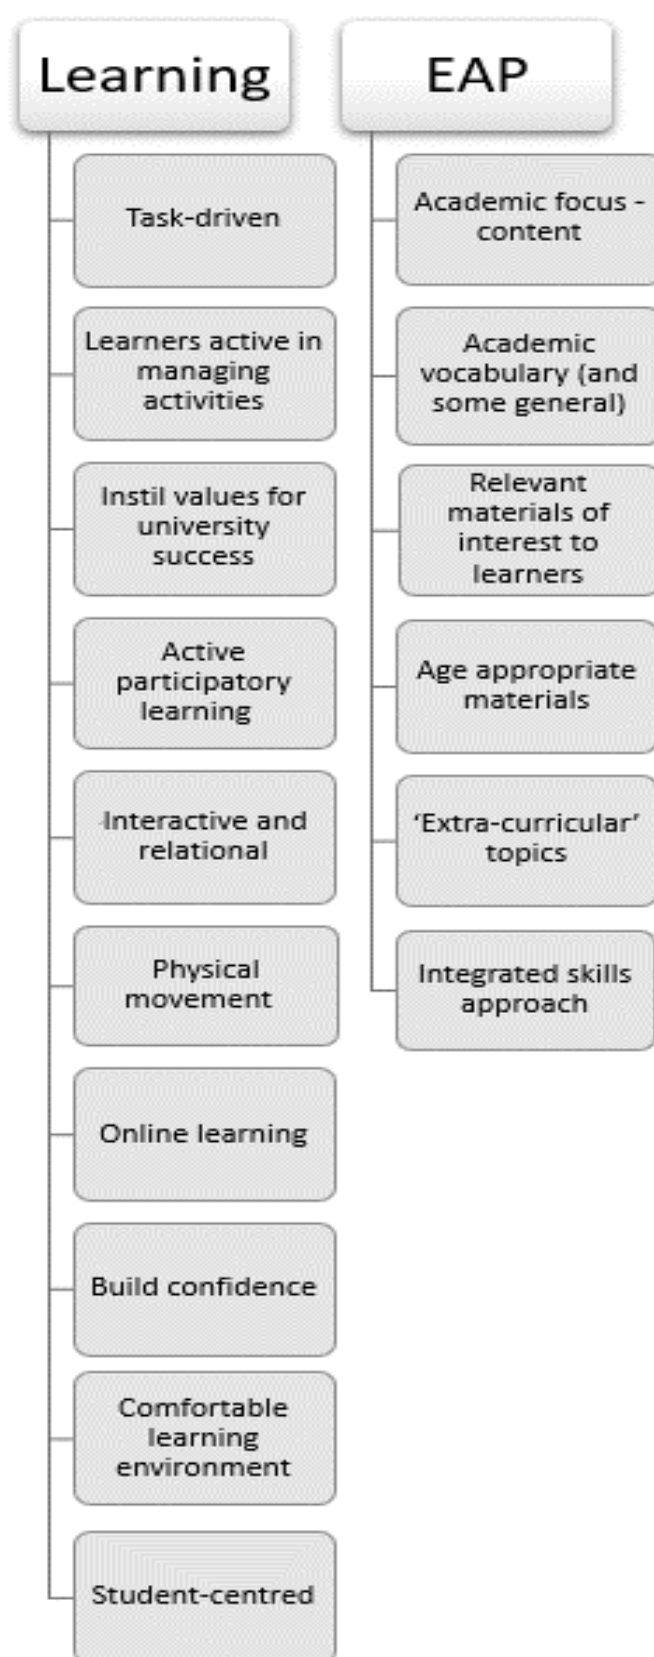 Learning
Task-driven
Learners active in
managing
activities
Instil values for
university
success
Active
participatory
learning
Interactive and
relational
Physical
movement
Online learning
Build confidence
Comfortable
learning
environment
Student-centred
EAP
Academic focus -
content
Academic
vocabulary (and
some general)
Relevant
materials of
interest to
learners
Age appropriate
materials
‘Extra-curricular’
topics
Integrated skills
approach